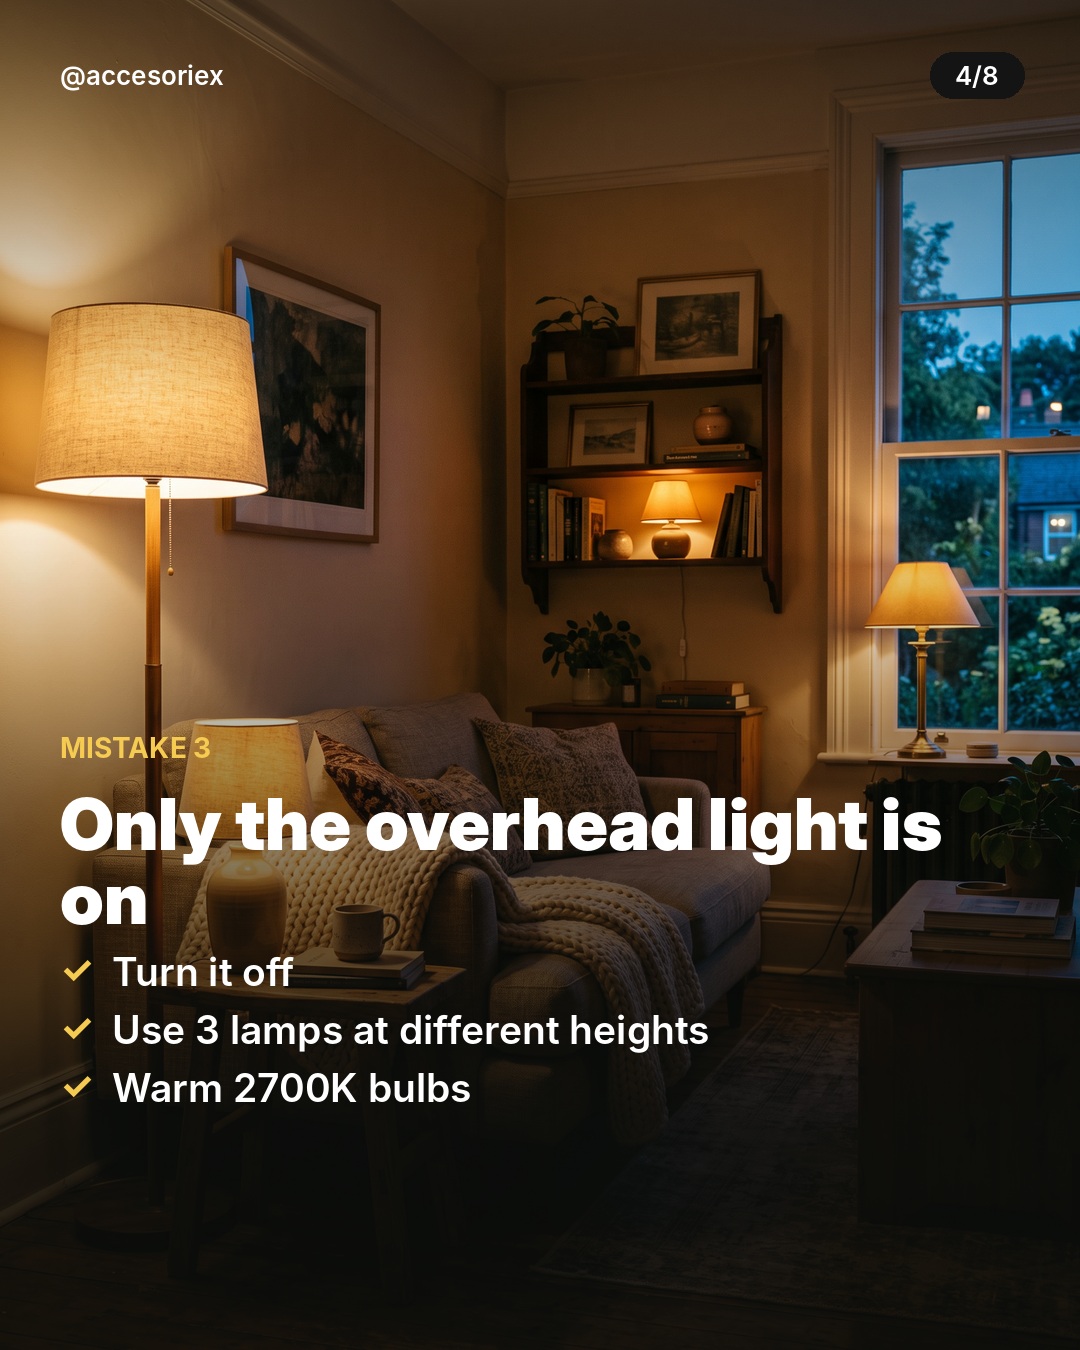 @accesoriex
4/8
MISTAKE 3
Only the overhead light is
on
Turn it off
Use 3 lamps at different heights
Warm 2700K bulbs